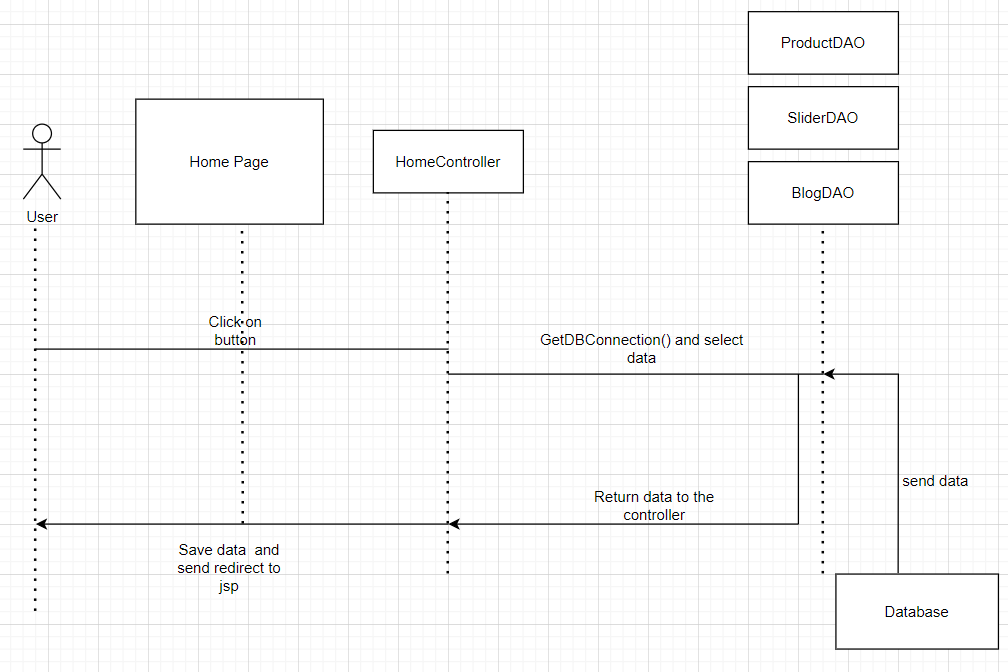 ProductDAO
SliderDAO
BlogDAO
Home Page
HomeController
User
Click on
button
GetDBConnection() and select
data
send data
Return data to the
controller
Save data  and
send redirect to
jsp
Database